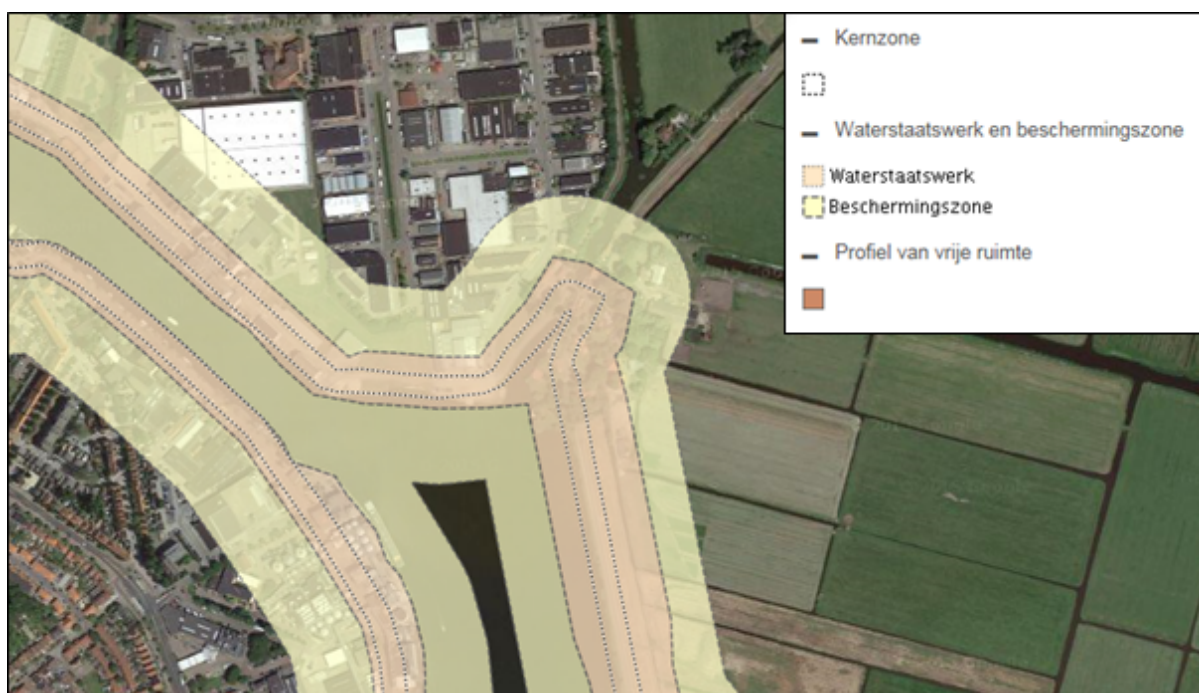 Kernzone
Waterstaatswerk en beschermingszone
Waterstaatswerk
Beschermingszone
Profiel van vrije ruimte